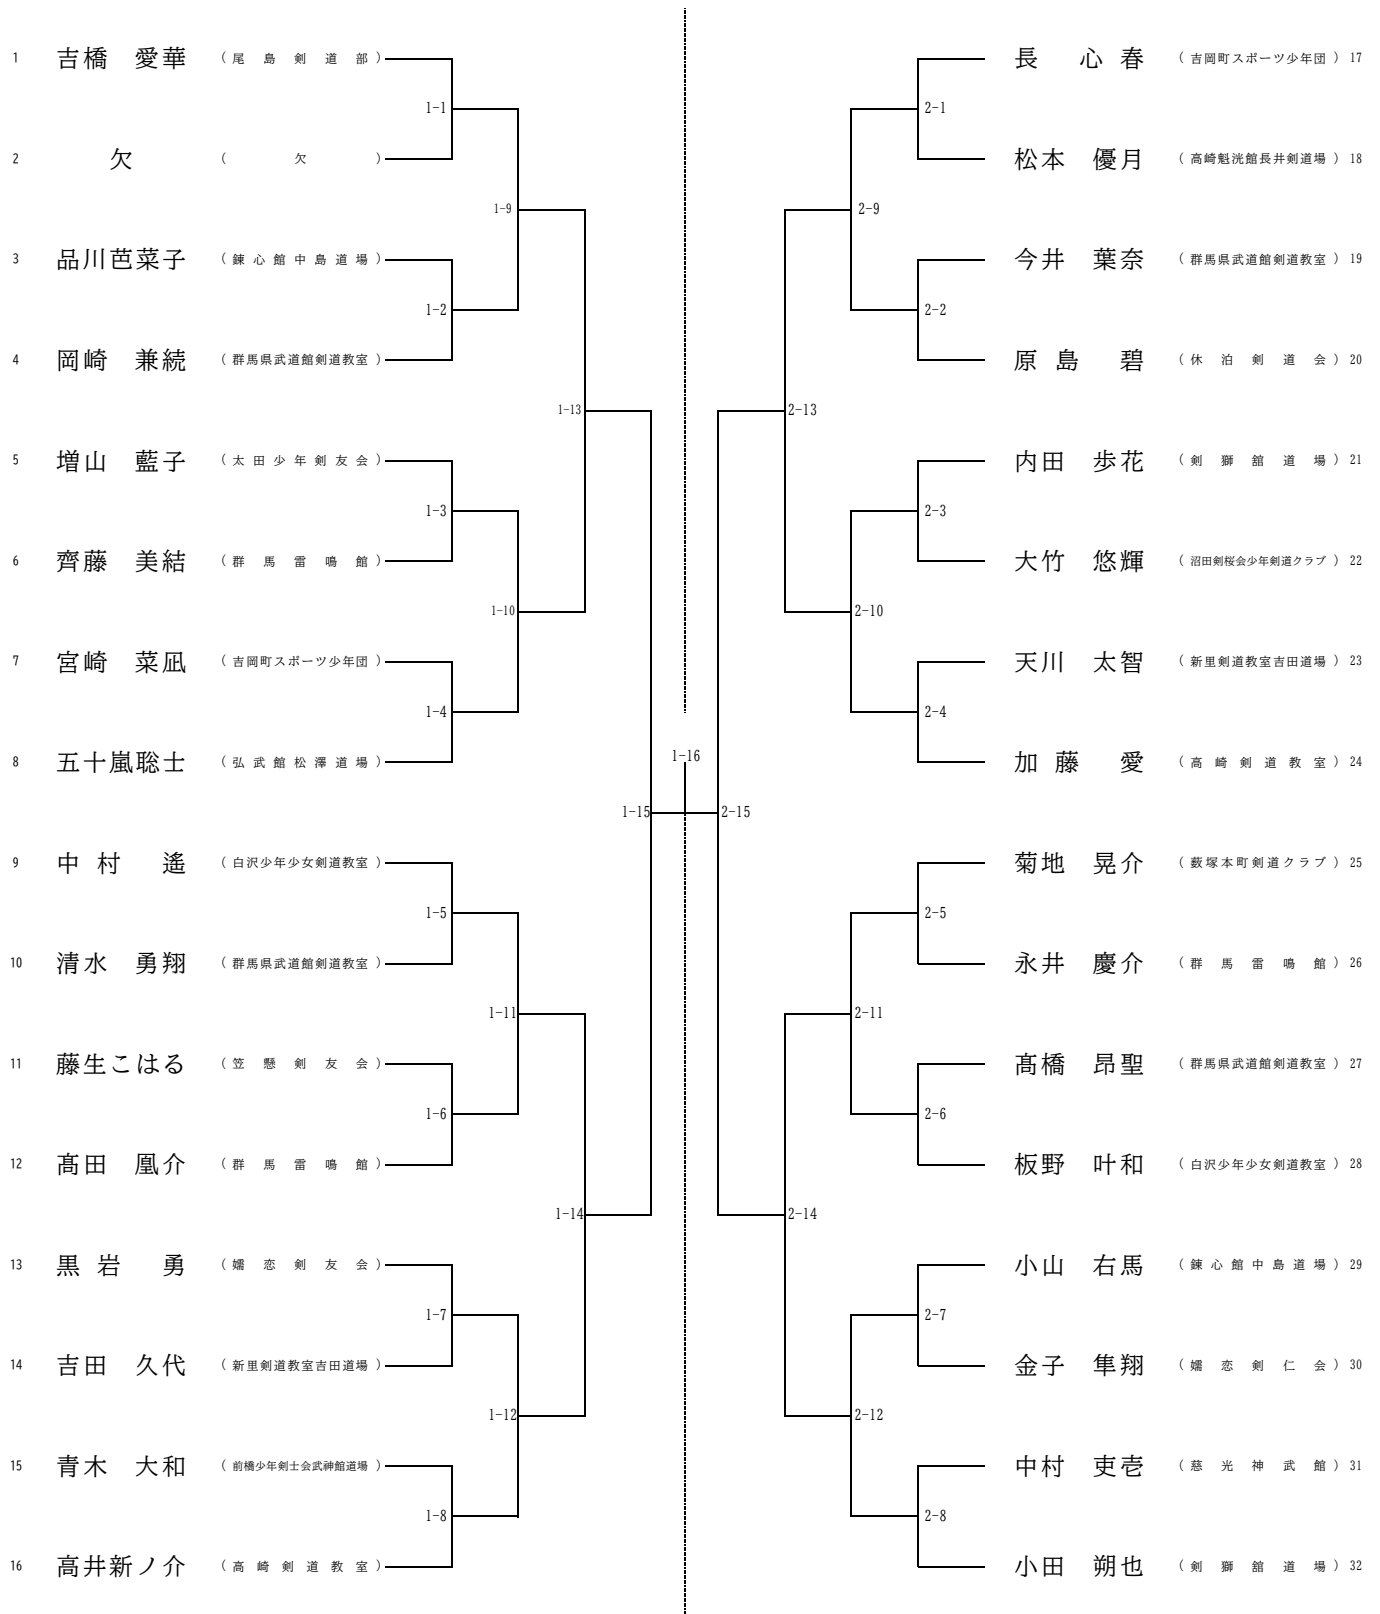 1 吉橋 愛華 (尾島剣道部) 長 心春 (吉岡町スポーツ少年団) 17
1-1 2-1
2 欠 (欠) 松本 優月 (高崎魁洸館長井剣道場) 18
1-9 2-9
3 品川芭菜子 (錬心館中島道場) 今井 葉奈 (群馬県武道館剣道教室) 19
1-2 2-2
4 岡崎 兼続 (群馬県武道館剣道教室) 原島 碧 (休泊剣道会) 20
1-13 2-13
5 増山 藍子 (太田少年剣友会) 内田 歩花 (剣獅舘道場) 21
1-3 2-3
6 齊藤 美結 (群馬雷鳴館) 大竹 悠輝 (沼田剣桜会少年剣道クラブ) 22
1-10 2-10
7 宮崎 菜凪 (吉岡町スポーツ少年団) 天川 太智 (新里剣道教室吉田道場) 23
1-4 2-4
1-16
8 五十嵐聡士 (弘武館松澤道場) 加藤 愛 (高崎剣道教室) 24
1-15 2-15
9 中村 遙 (白沢少年少女剣道教室) 菊地 晃介 (薮塚本町剣道クラブ) 25
1-5 2-5
10 清水 勇翔 (群馬県武道館剣道教室) 永井 慶介 (群馬雷鳴館) 26
1-11 2-11
11 藤生こはる (笠懸剣友会) 髙橋 昂聖 (群馬県武道館剣道教室) 27
1-6 2-6
12 髙田 凰介 (群馬雷鳴館) 板野 叶和 (白沢少年少女剣道教室) 28
1-14 2-14
13 黒岩 勇 (嬬恋剣友会) 小山 右馬 (錬心館中島道場) 29
1-7 2-7
14 吉田 久代 (新里剣道教室吉田道場) 金子 隼翔 (嬬恋剣仁会) 30
1-12 2-12
15 青木 大和 (前橋少年剣士会武神館道場) 中村 吏壱 (慈光神武館) 31
1-8 2-8
16 高井新ノ介 (高崎剣道教室) 小田 朔也 (剣獅舘道場) 32